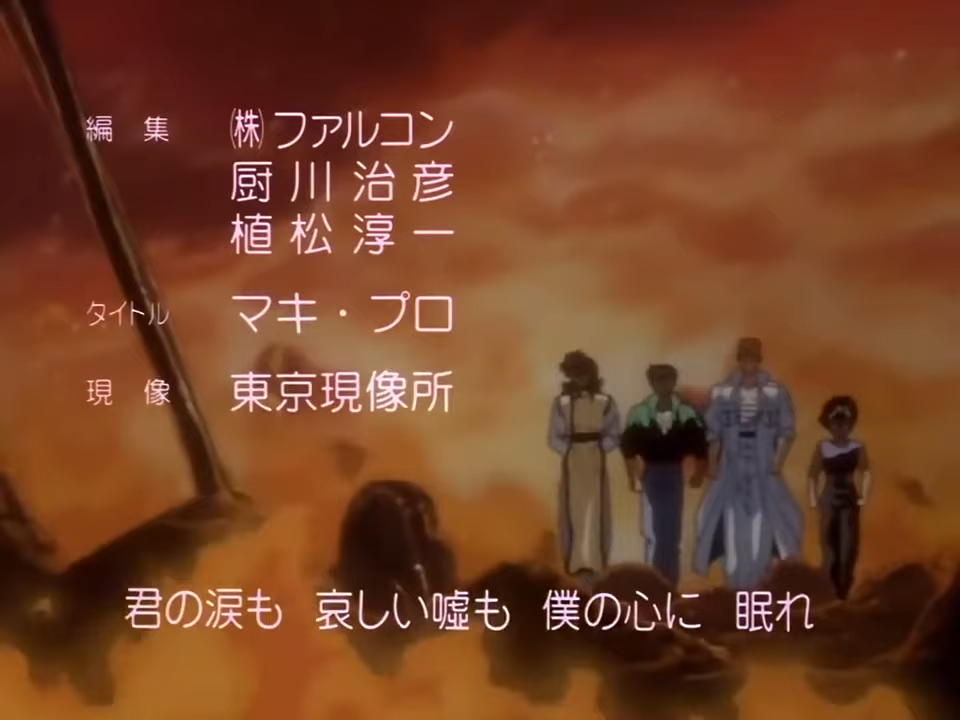 編 集 ㈱ファルコン
厨川治彦
植松淳一
タイトル マキ・プロ
現 像 東京現像所
君の涙も 哀しい嘘も 僕の心に 眠れ